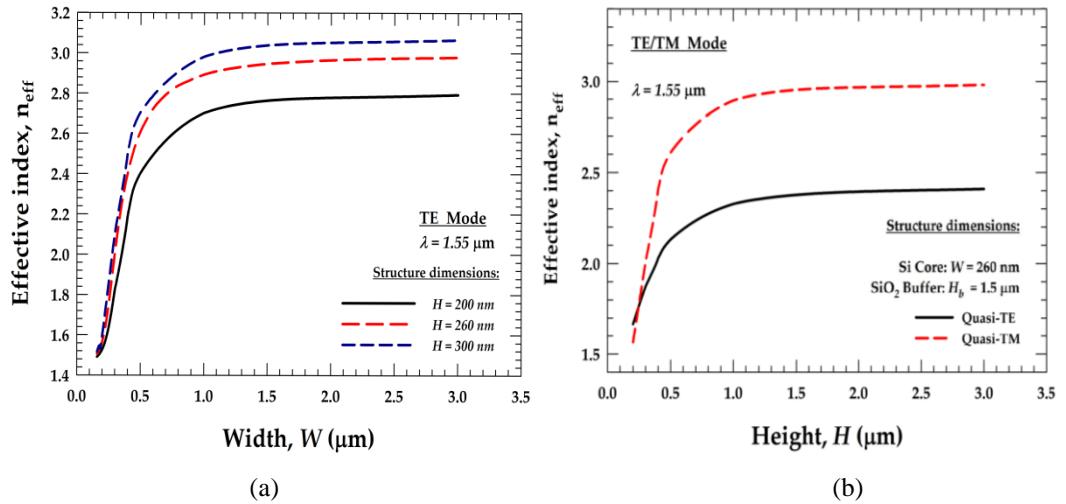 Effective index, n_eff
3.2
3.0
2.8
2.6
2.4
2.2
2.0
1.8
1.6
1.4
TE Mode
λ = 1.55 μm
Structure dimensions:
H = 200 nm
H = 260 nm
H = 300 nm
0.0 0.5 1.0 1.5 2.0 2.5 3.0 3.5
Width, W (μm)
(a)
Effective index, n_eff
3.0
2.5
2.0
1.5
TE/TM Mode
λ = 1.55 μm
Structure dimensions:
Si Core: W = 260 nm
SiO₂ Buffer: H_b = 1.5 μm
Quasi-TE
Quasi-TM
0.0 0.5 1.0 1.5 2.0 2.5 3.0 3.5
Height, H (μm)
(b)